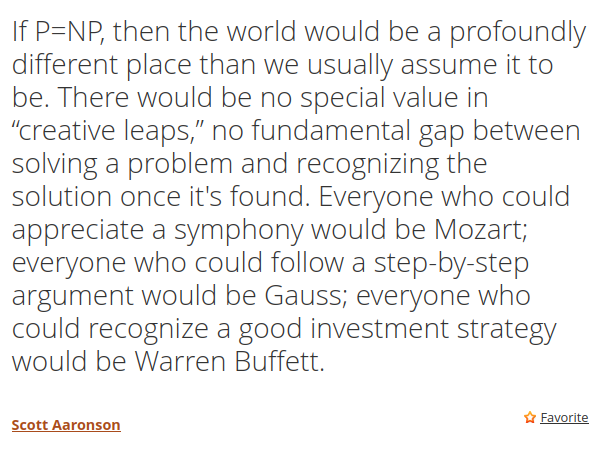 If P=NP, then the world would be a profoundly
different place than we usually assume it to
be. There would be no special value in
“creative leaps,” no fundamental gap between
solving a problem and recognizing the
solution once it's found. Everyone who could
appreciate a symphony would be Mozart;
everyone who could follow a step-by-step
argument would be Gauss; everyone who
could recognize a good investment strategy
would be Warren Buffett.
Scott Aaronson
Favorite